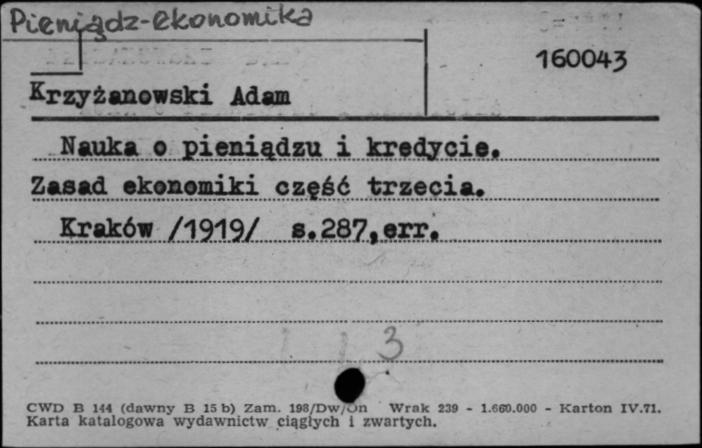 Pieniądz-ekonomika
160043
Krzyżanowski Adam
Nauka o pieniądzu i kredycie.
Zasad ekonomiki część trzecia.
Kraków /1919/ s.287,err.
3
CWD B 144 (dawny B 15 b) Zam. 198/Dw/On Wrak 239 - 1.660.000 - Karton IV.71.
Karta katalogowa wydawnictw ciągłych i zwartych.